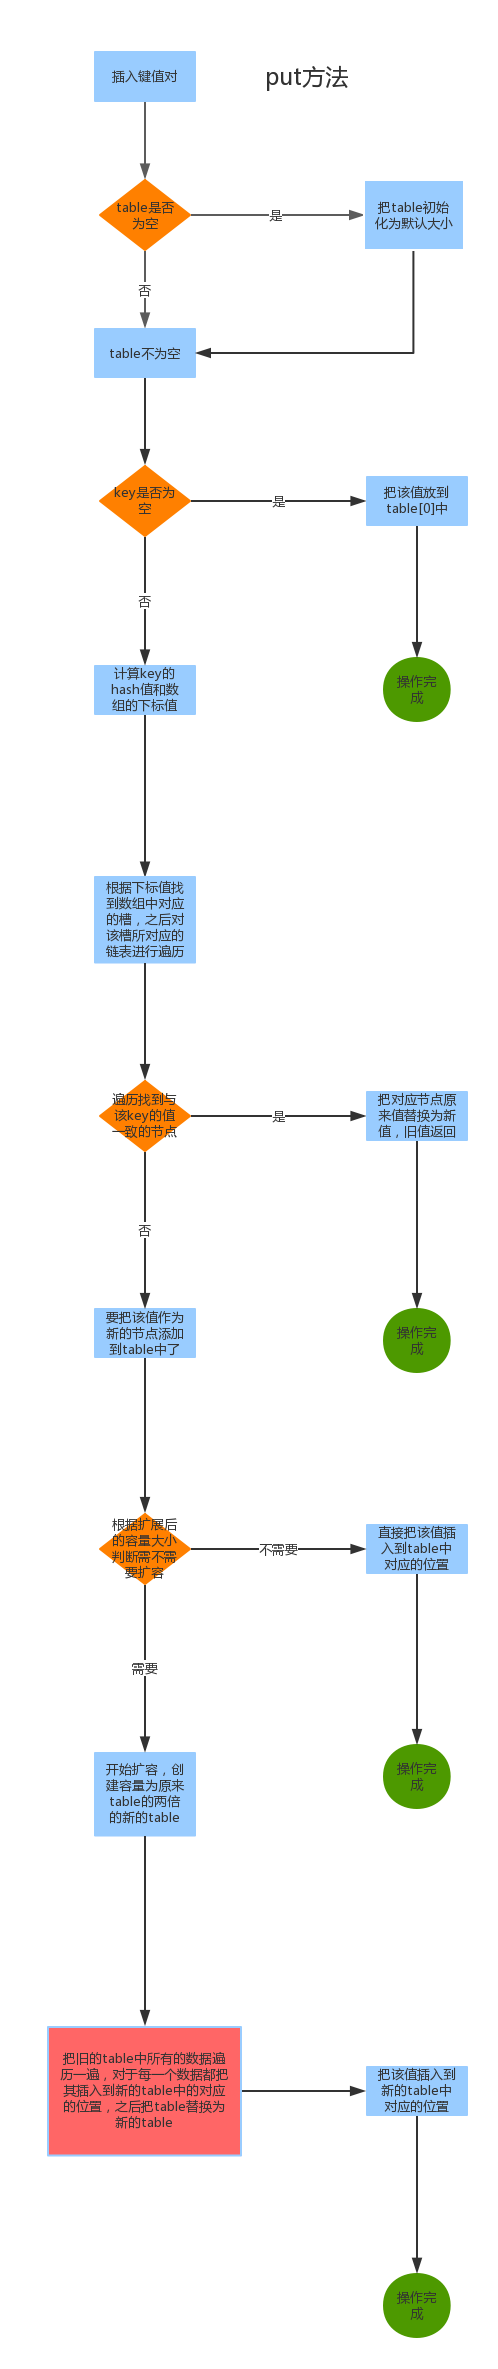 插入键值对
put方法
table是否
为空
是
把table初始
化为默认大小
否
table不为空
key是否为
空
是
把该值放到
table[0]中
否
操作完
成
计算key的
hash值和数
组的下标值
根据下标值找
到数组中对应
的槽，之后对
该槽所对应的
链表进行遍历
遍历找到与
该key的值
一致的节点
是
把对应节点原
来值替换为新
值，旧值返回
否
要把该值作为
新的节点添加
到table中了
操作完
成
根据扩展后
的容量大小
判断需不需
要扩容
不需要
直接把该值插
入到table中
对应的位置
需要
开始扩容，创
建容量为原来
table的两倍
的新的table
操作完
成
把旧的table中所有的数据遍
历一遍，对于每一个数据都把
其插入到新的table中的对应
的位置，之后把table替换为
新的table
把该值插入到
新的table中
对应的位置
操作完
成